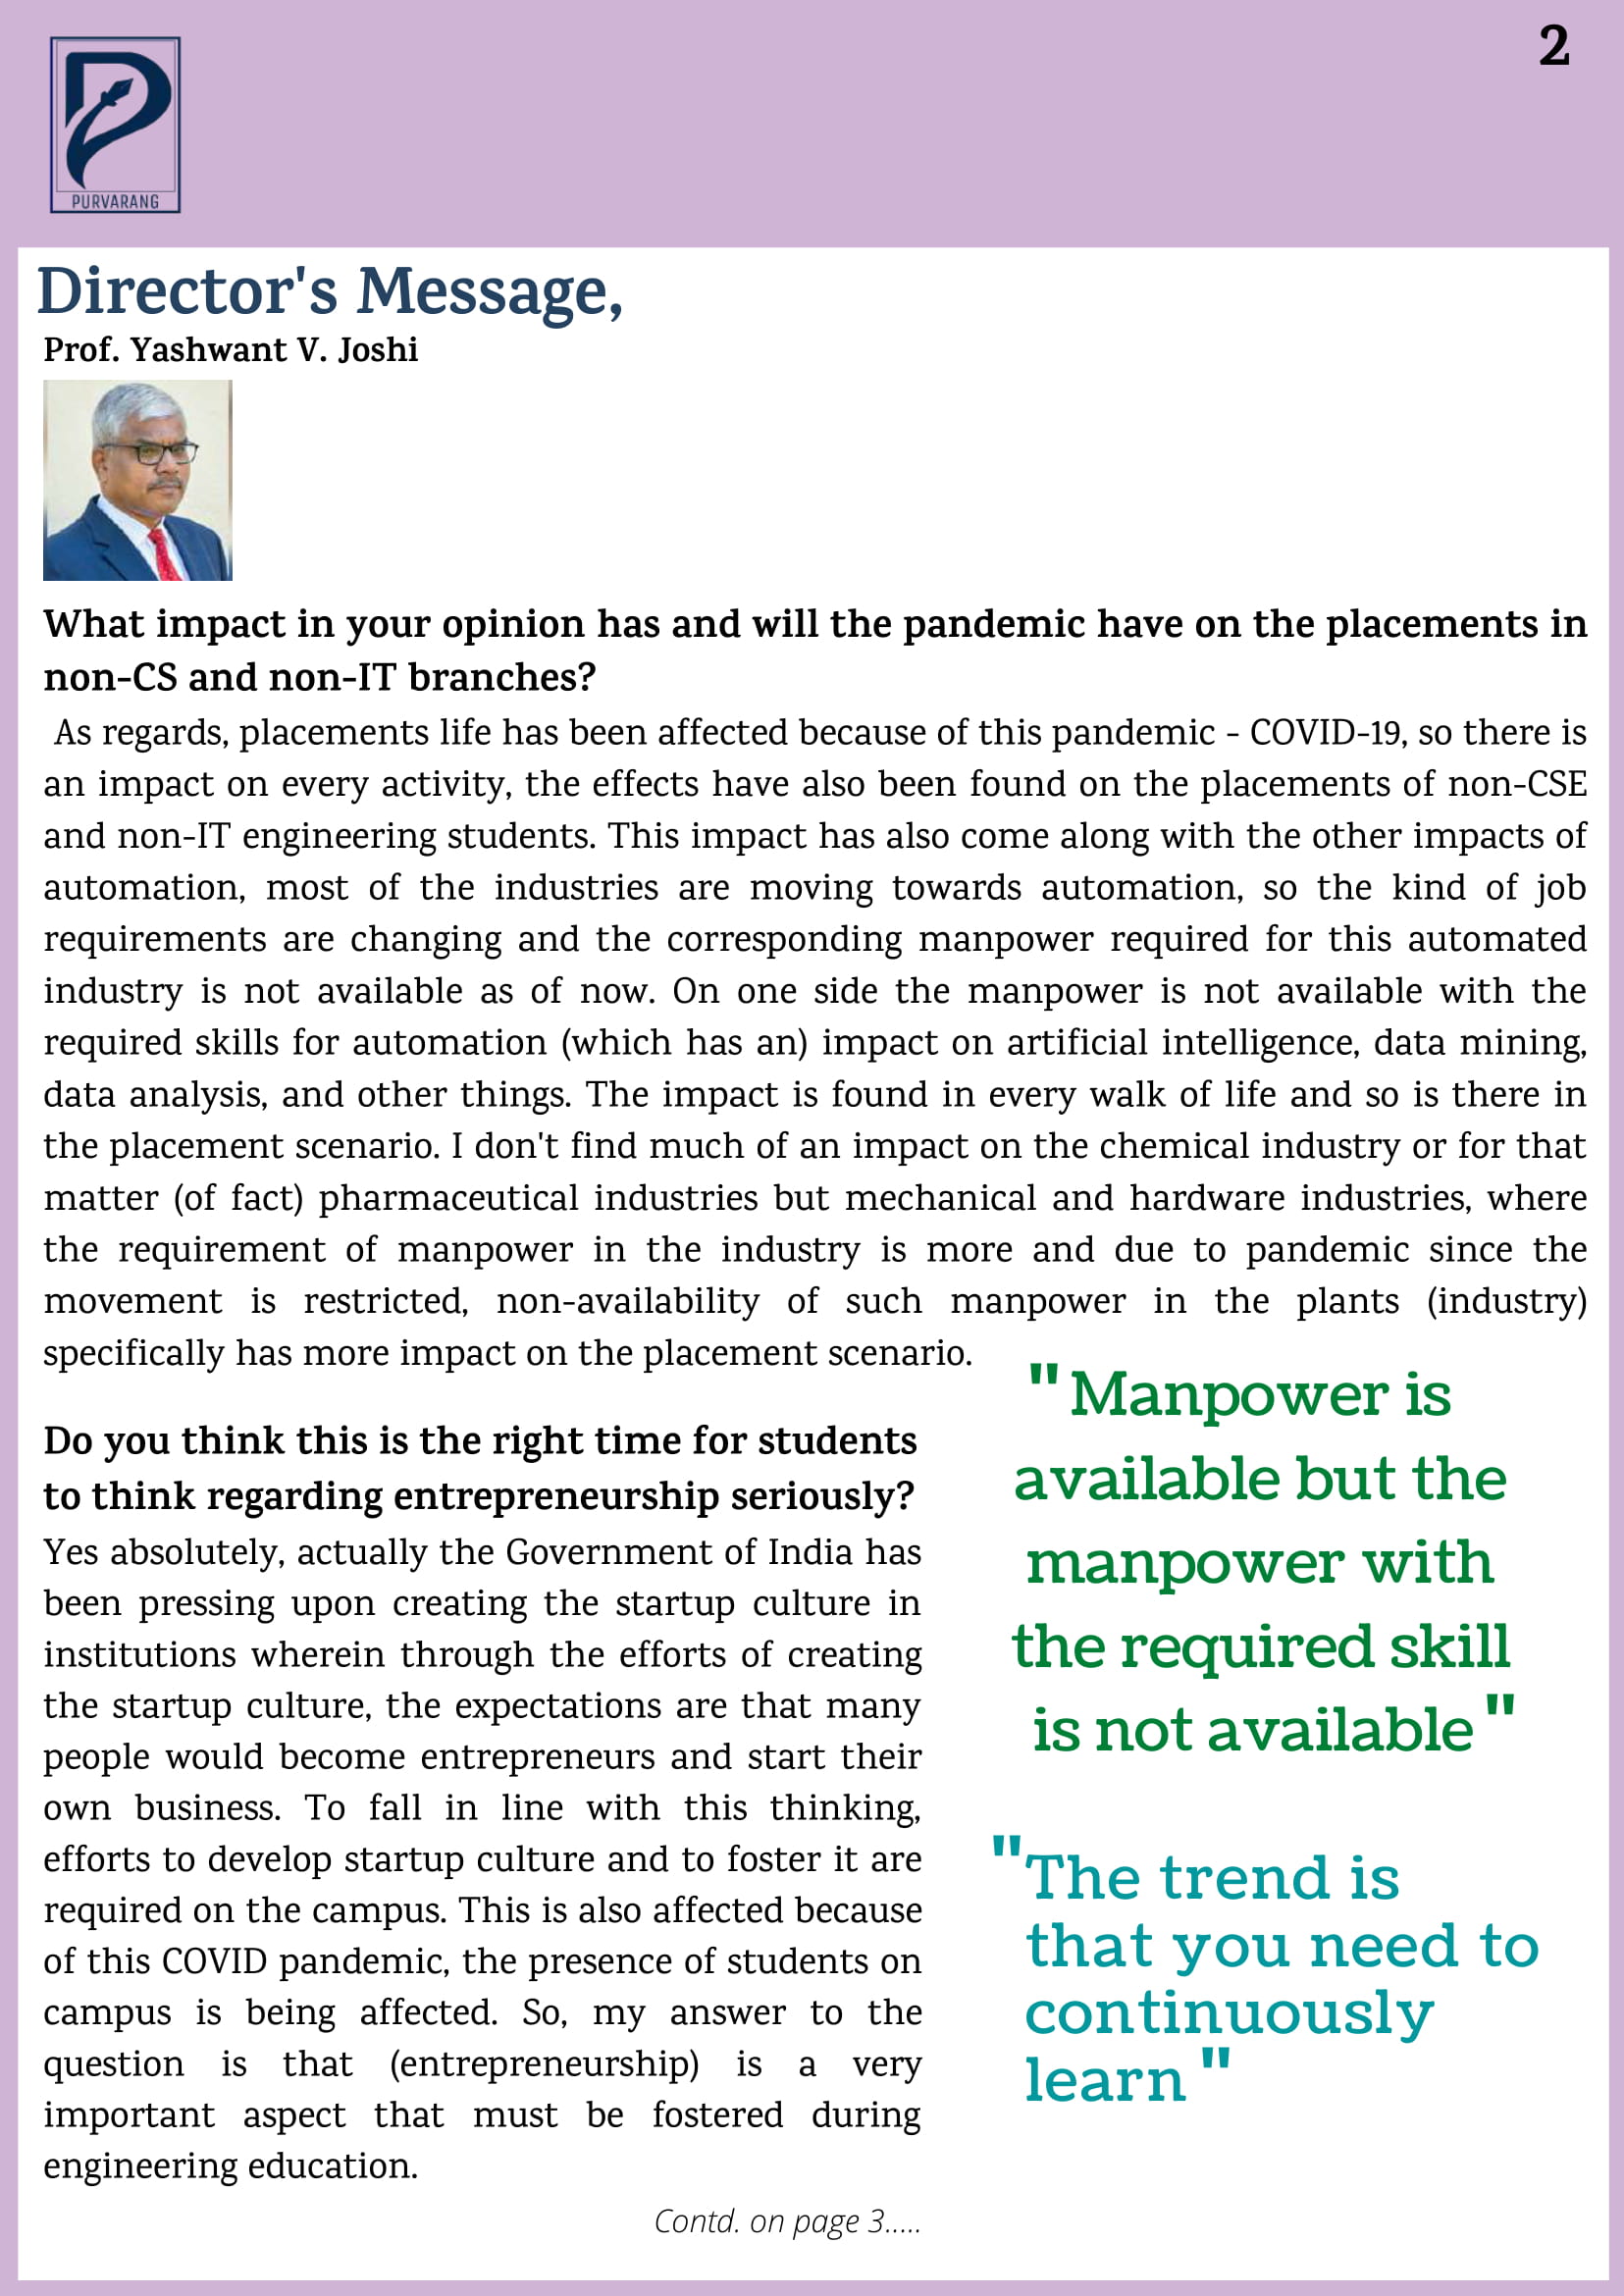 2
PURVARANG
Director's Message,
Prof. Yashwant V. Joshi
What impact in your opinion has and will the pandemic have on the placements in
non-CS and non-IT branches?
As regards, placements life has been affected because of this pandemic - COVID-19, so there is
an impact on every activity, the effects have also been found on the placements of non-CSE
and non-IT engineering students. This impact has also come along with the other impacts of
automation, most of the industries are moving towards automation, so the kind of job
requirements are changing and the corresponding manpower required for this automated
industry is not available as of now. On one side the manpower is not available with the
required skills for automation (which has an) impact on artificial intelligence, data mining,
data analysis, and other things. The impact is found in every walk of life and so is there in
the placement scenario. I don't find much of an impact on the chemical industry or for that
matter (of fact) pharmaceutical industries but mechanical and hardware industries, where
the requirement of manpower in the industry is more and due to pandemic since the
movement is restricted, non-availability of such manpower in the plants (industry)
specifically has more impact on the placement scenario.
Do you think this is the right time for students
to think regarding entrepreneurship seriously?
Yes absolutely, actually the Government of India has
been pressing upon creating the startup culture in
institutions wherein through the efforts of creating
the startup culture, the expectations are that many
people would become entrepreneurs and start their
own business. To fall in line with this thinking,
efforts to develop startup culture and to foster it are
required on the campus. This is also affected because
of this COVID pandemic, the presence of students on
campus is being affected. So, my answer to the
question is that (entrepreneurship) is a very
important aspect that must be fostered during
engineering education.
"Manpower is
available but the
manpower with
the required skill
is not available"
"The trend is
that you need to
continuously
learn"
Contd. on page 3.....